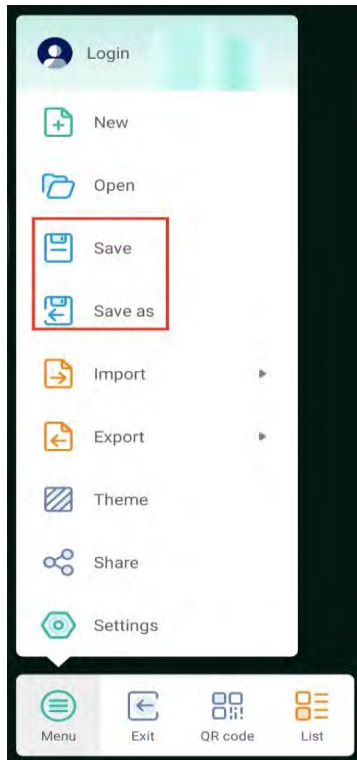 Login
New
Open
Save
Save as
Import
Export
Theme
Share
Settings
Menu Exit QR code List